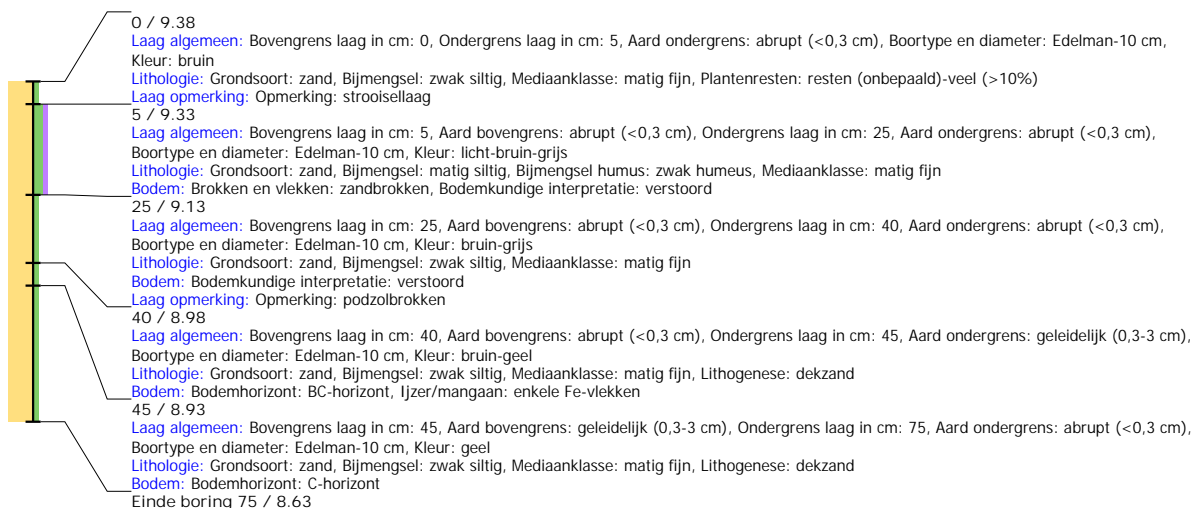 0 / 9.38
Laag algemeen: Bovengrens laag in cm: 0, Ondergrens laag in cm: 5, Aard ondergrens: abrupt (<0,3 cm), Boortype en diameter: Edelman-10 cm,
Kleur: bruin
Lithologie: Grondsoort: zand, Bijmengsel: zwak siltig, Mediaanklasse: matig fijn, Plantenresten: resten (onbepaald)-veel (>10%)
Laag opmerking: Opmerking: strooisellaag
5 / 9.33
Laag algemeen: Bovengrens laag in cm: 5, Aard bovengrens: abrupt (<0,3 cm), Ondergrens laag in cm: 25, Aard ondergrens: abrupt (<0,3 cm),
Boortype en diameter: Edelman-10 cm, Kleur: licht-bruin-grijs
Lithologie: Grondsoort: zand, Bijmengsel: matig siltig, Bijmengsel humus: zwak humeus, Mediaanklasse: matig fijn
Bodem: Brokken en vlekken: zandbrokken, Bodemkundige interpretatie: verstoord
25 / 9.13
Laag algemeen: Bovengrens laag in cm: 25, Aard bovengrens: abrupt (<0,3 cm), Ondergrens laag in cm: 40, Aard ondergrens: abrupt (<0,3 cm),
Boortype en diameter: Edelman-10 cm, Kleur: bruin-grijs
Lithologie: Grondsoort: zand, Bijmengsel: zwak siltig, Mediaanklasse: matig fijn
Bodem: Bodemkundige interpretatie: verstoord
Laag opmerking: Opmerking: podzolbrokken
40 / 8.98
Laag algemeen: Bovengrens laag in cm: 40, Aard bovengrens: abrupt (<0,3 cm), Ondergrens laag in cm: 45, Aard ondergrens: geleidelijk (0,3-3 cm),
Boortype en diameter: Edelman-10 cm, Kleur: bruin-geel
Lithologie: Grondsoort: zand, Bijmengsel: zwak siltig, Mediaanklasse: matig fijn, Lithogenese: dekzand
Bodem: Bodemhorizont: BC-horizont, Ijzer/mangaan: enkele Fe-vlekken
45 / 8.93
Laag algemeen: Bovengrens laag in cm: 45, Aard bovengrens: geleidelijk (0,3-3 cm), Ondergrens laag in cm: 75, Aard ondergrens: abrupt (<0,3 cm),
Boortype en diameter: Edelman-10 cm, Kleur: geel
Lithologie: Grondsoort: zand, Bijmengsel: zwak siltig, Mediaanklasse: matig fijn, Lithogenese: dekzand
Bodem: Bodemhorizont: C-horizont
Einde boring 75 / 8.63